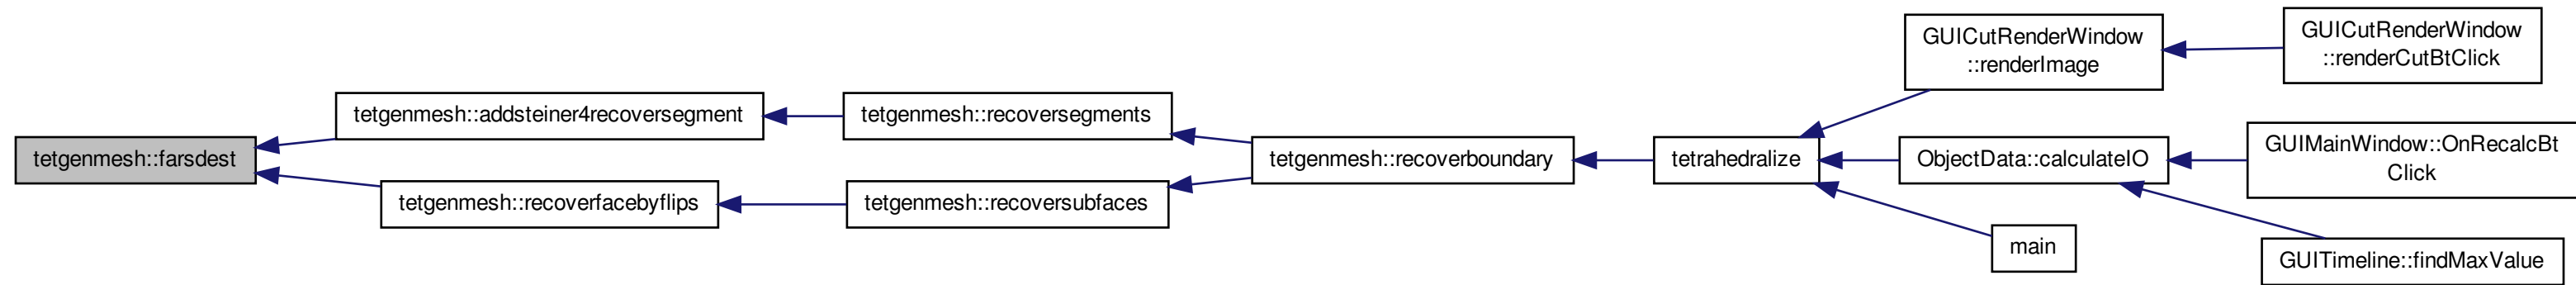 tetgenmesh::farsdest
tetgenmesh::addsteiner4recoversegment
tetgenmesh::recoverfacebyflips
tetgenmesh::recoversegments
tetgenmesh::recoversubfaces
tetgenmesh::recoverboundary
tetrahedralize
GUICutRenderWindow
::renderImage
ObjectData::calculateIO
main
GUICutRenderWindow
::renderCutBtClick
GUIMainWindow::OnRecalcBt
Click
GUITimeline::findMaxValue